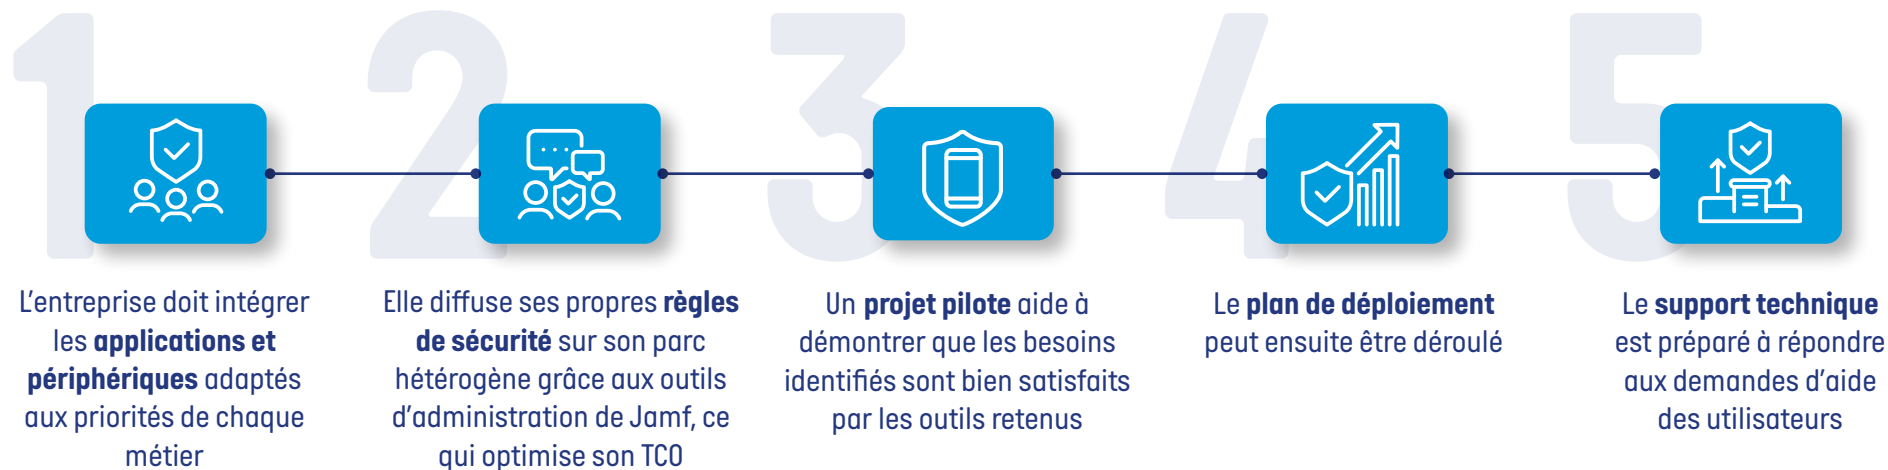 1
L'entreprise doit intégrer
les applications et
périphériques adaptés
aux priorités de chaque
métier
2
Elle diffuse ses propres règles
de sécurité sur son parc
hétérogène grâce aux outils
d'administration de Jamf, ce
qui optimise son TCO
3
Un projet pilote aide à
démontrer que les besoins
identifiés sont bien satisfaits
par les outils retenus
4
Le plan de déploiement
peut ensuite être déroulé
5
Le support technique
est préparé à répondre
aux demandes d'aide
des utilisateurs